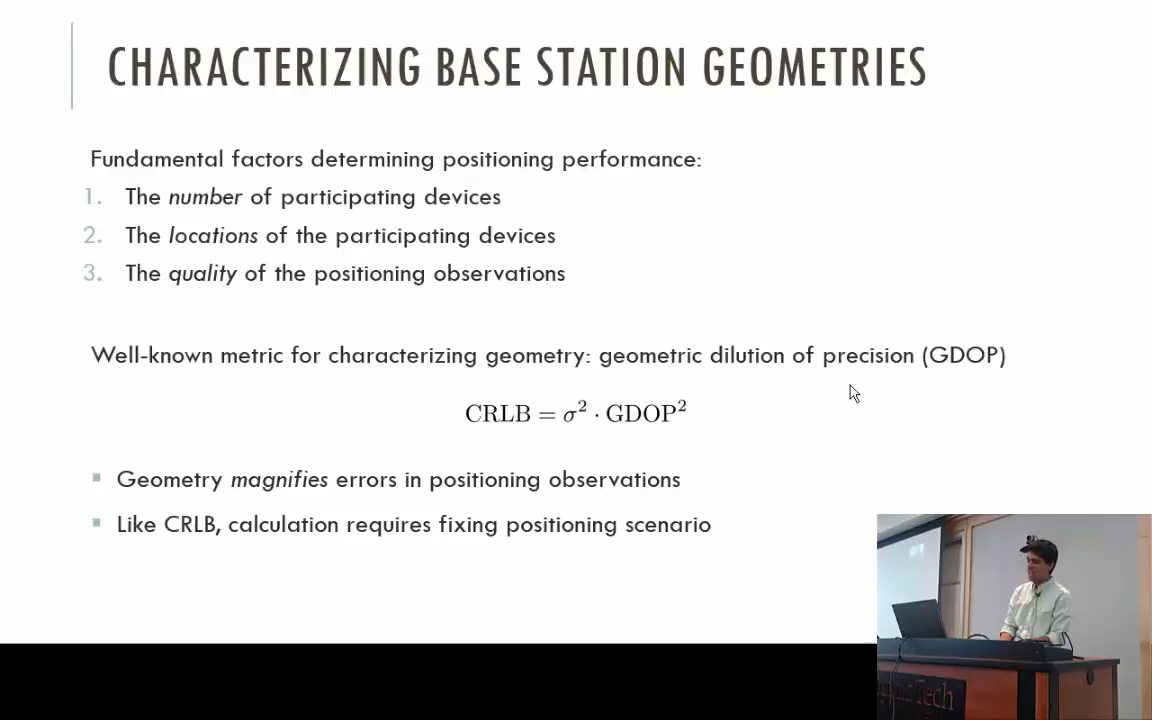 CHARACTERIZING BASE STATION GEOMETRIES
Fundamental factors determining positioning performance:
1. The number of participating devices
2. The locations of the participating devices
3. The quality of the positioning observations
Well-known metric for characterizing geometry: geometric dilution of precision (GDOP)
CRLB = σ² · GDOP²
▪ Geometry magnifies errors in positioning observations
▪ Like CRLB, calculation requires fixing positioning scenario
Tech